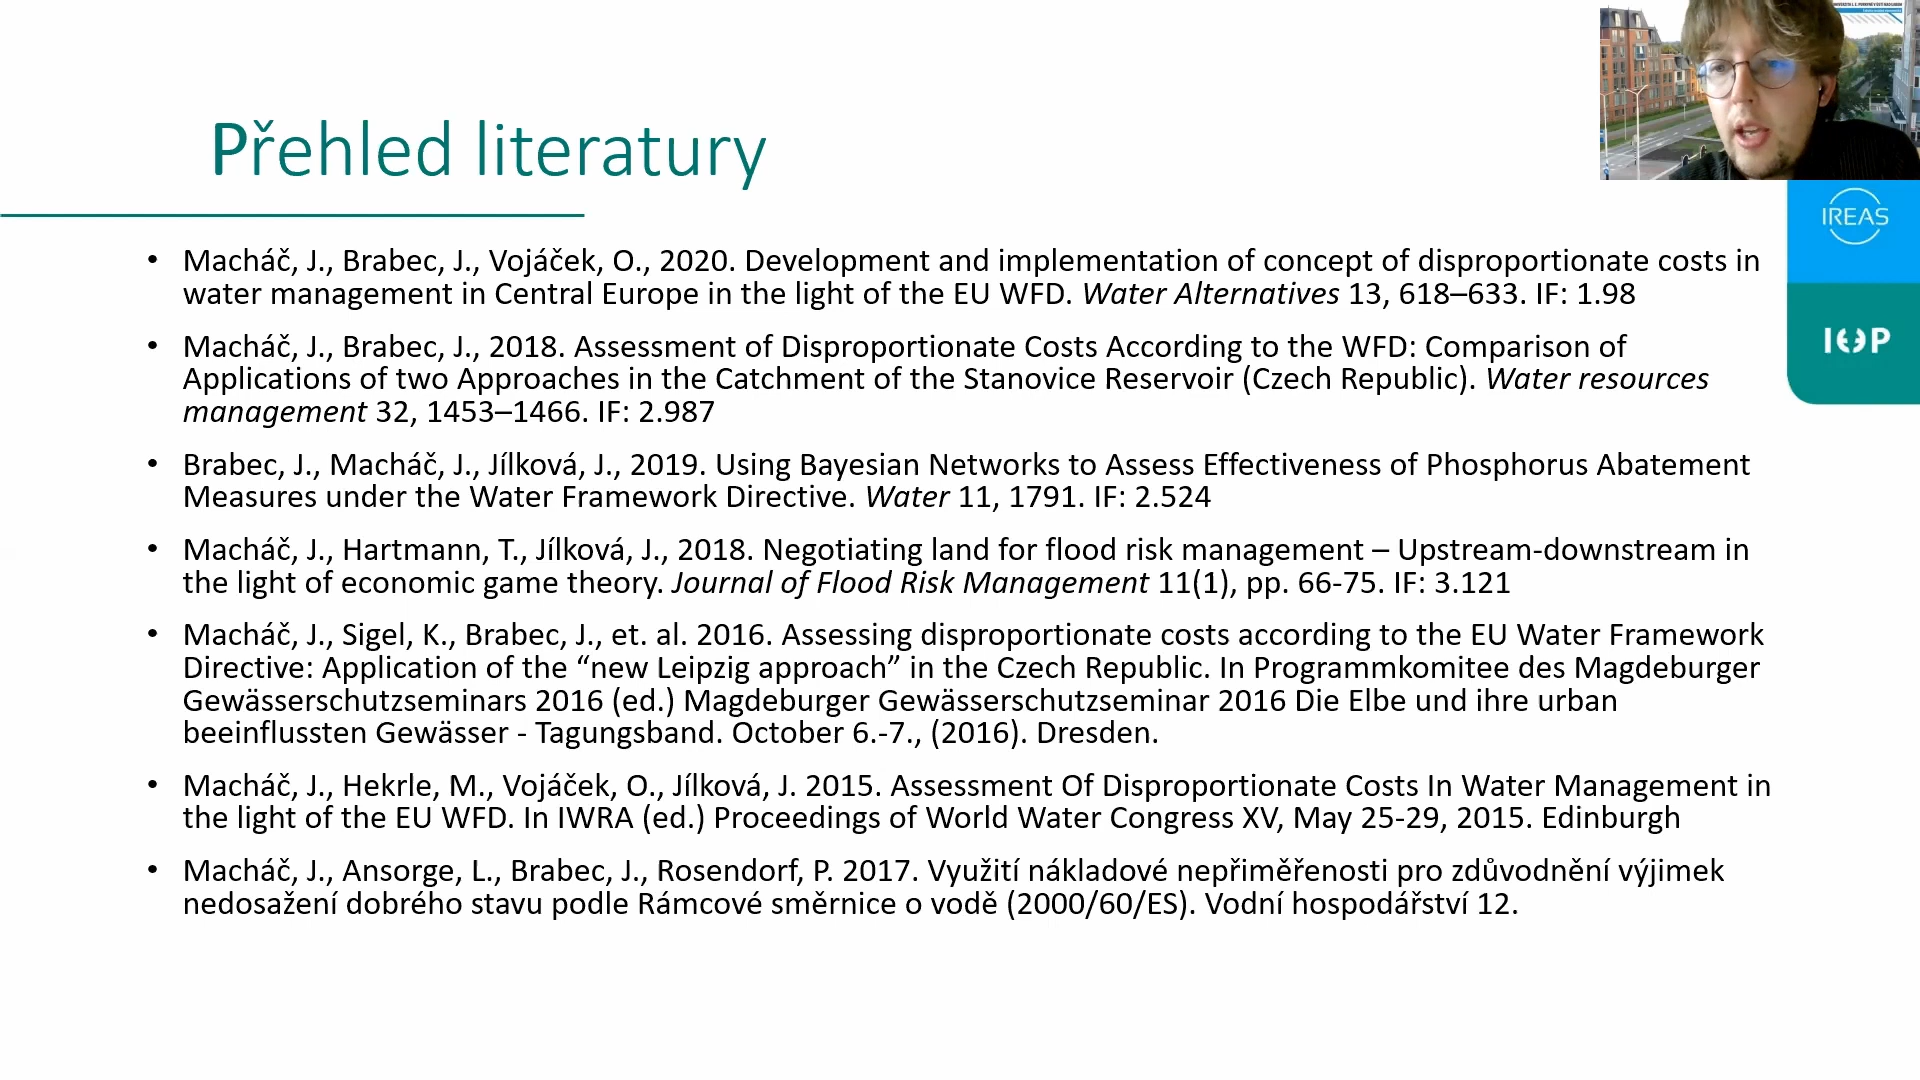 Přehled literatury
IREAS
• Macháč, J., Brabec, J., Vojáček, O., 2020. Development and implementation of concept of disproportionate costs in
water management in Central Europe in the light of the EU WFD. Water Alternatives 13, 618–633. IF: 1.98
• Macháč, J., Brabec, J., 2018. Assessment of Disproportionate Costs According to the WFD: Comparison of
Applications of two Approaches in the Catchment of the Stanovice Reservoir (Czech Republic). Water resources
management 32, 1453–1466. IF: 2.987
• Brabec, J., Macháč, J., Jílková, J., 2019. Using Bayesian Networks to Assess Effectiveness of Phosphorus Abatement
Measures under the Water Framework Directive. Water 11, 1791. IF: 2.524
• Macháč, J., Hartmann, T., Jílková, J., 2018. Negotiating land for flood risk management – Upstream-downstream in
the light of economic game theory. Journal of Flood Risk Management 11(1), pp. 66-75. IF: 3.121
• Macháč, J., Sigel, K., Brabec, J., et. al. 2016. Assessing disproportionate costs according to the EU Water Framework
Directive: Application of the “new Leipzig approach” in the Czech Republic. In Programmkomitee des Magdeburger
Gewässerschutzseminars 2016 (ed.) Magdeburger Gewässerschutzseminar 2016 Die Elbe und ihre urban
beeinflussten Gewässer - Tagungsband. October 6.-7., (2016). Dresden.
• Macháč, J., Hekrle, M., Vojáček, O., Jílková, J. 2015. Assessment Of Disproportionate Costs In Water Management in
the light of the EU WFD. In IWRA (ed.) Proceedings of World Water Congress XV, May 25-29, 2015. Edinburgh
• Macháč, J., Ansorge, L., Brabec, J., Rosendorf, P. 2017. Využití nákladové nepřiměřenosti pro zdůvodnění výjimek
nedosažení dobrého stavu podle Rámcové směrnice o vodě (2000/60/ES). Vodní hospodářství 12.